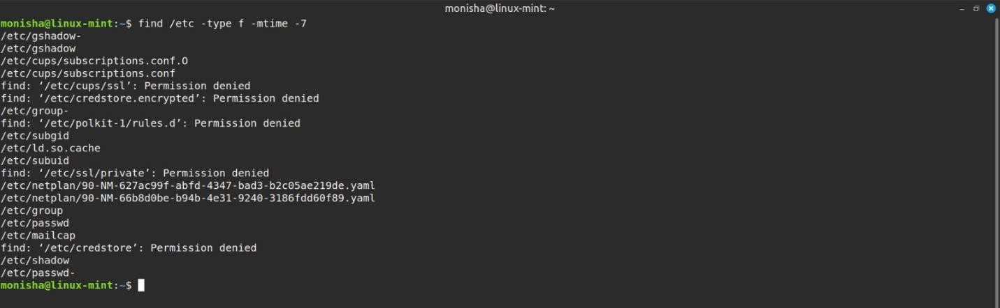 monisha@linux-mint: ~
monisha@linux-mint:~$ find /etc -type f -mtime -7
/etc/gshadow-
/etc/gshadow
/etc/cups/subscriptions.conf.O
/etc/cups/subscriptions.conf
find: ‘/etc/cups/ssl’: Permission denied
find: ‘/etc/credstore.encrypted’: Permission denied
/etc/group-
find: ‘/etc/polkit-1/rules.d’: Permission denied
/etc/subgid
/etc/ld.so.cache
/etc/subuid
find: ‘/etc/ssl/private’: Permission denied
/etc/netplan/90-NM-627ac99f-abfd-4347-bad3-b2c05ae219de.yaml
/etc/netplan/90-NM-66b8d0be-b94b-4e31-9240-3186fdd60f89.yaml
/etc/group
/etc/passwd
/etc/mailcap
find: ‘/etc/credstore’: Permission denied
/etc/shadow
/etc/passwd-
monisha@linux-mint:~$